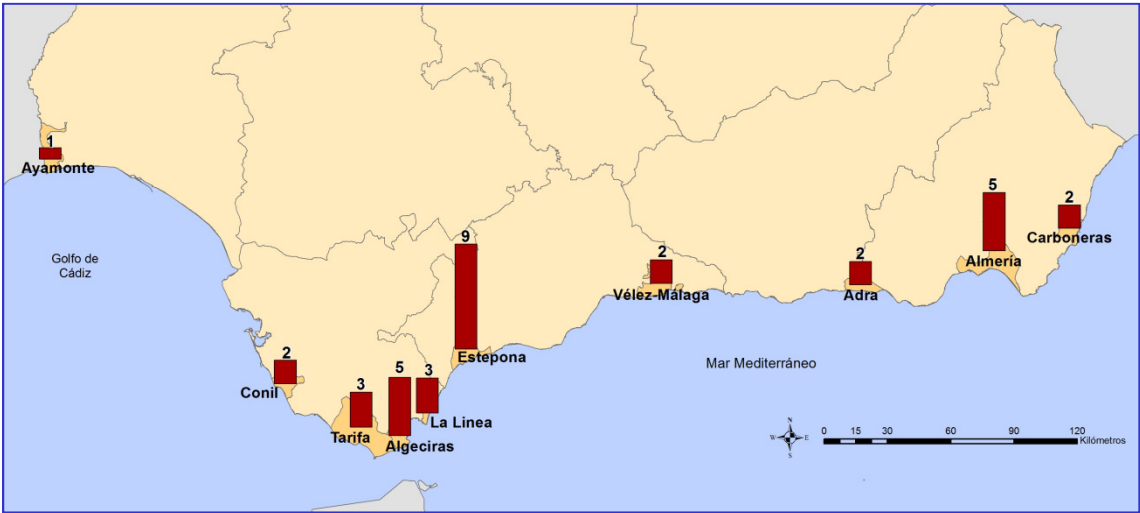 1
Ayamonte
Golfo de
Cádiz
2
Conil
3
Tarifa
5
Algeciras
3
La Linea
9
Estepona
2
Vélez-Málaga
2
Adra
5
Almería
2
Carboneras
Mar Mediterráneo
N
W E
S
0 15 30 60 90 120
Kilómetros